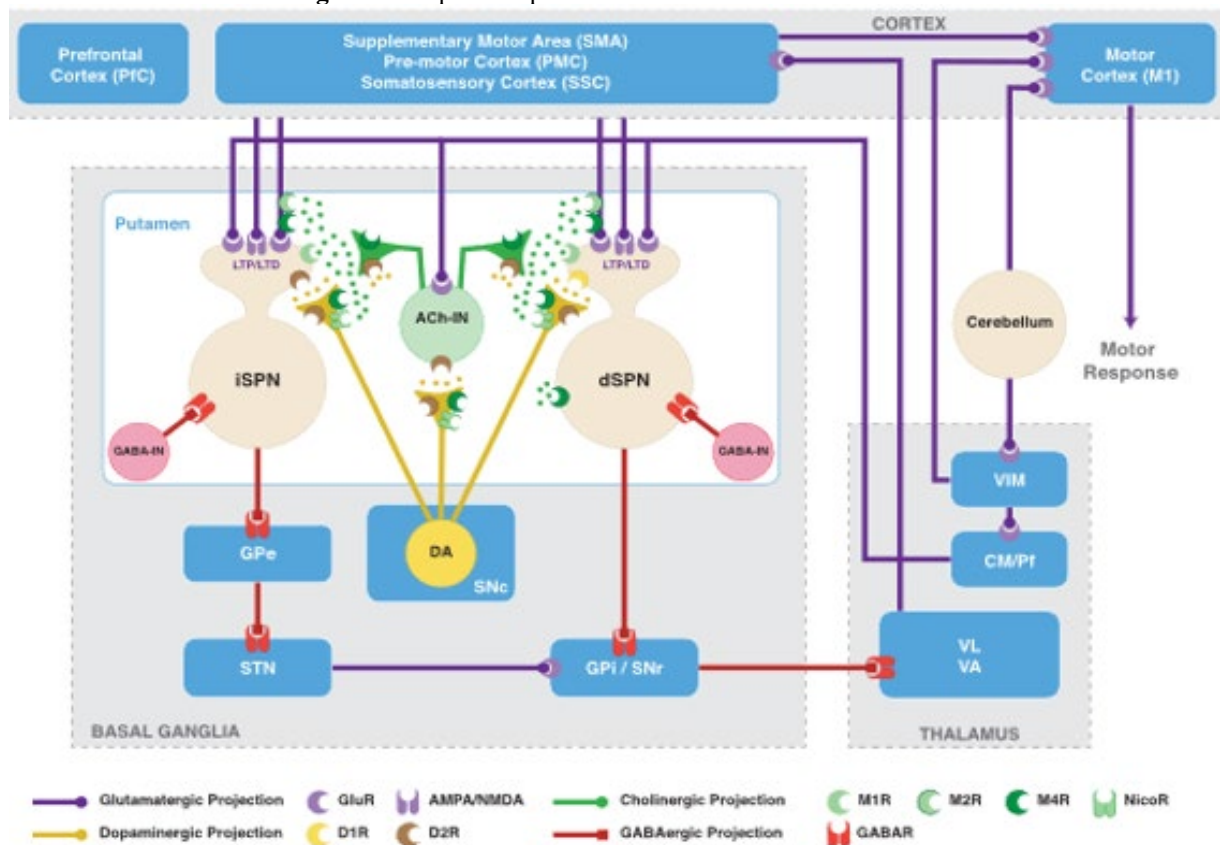 CORTEX
Prefrontal
Cortex (PfC)
Supplementary Motor Area (SMA)
Pre-motor Cortex (PMC)
Somatosensory Cortex (SSC)
Motor
Cortex (M1)
Putamen
LTP/LTD
LTP/LTD
ACh-IN
iSPN
dSPN
GABA-IN
GABA-IN
Cerebellum
Motor
Response
GPe
DA
SNc
VIM
CM/Pf
STN
GPi / SNr
VL
VA
BASAL GANGLIA
THALAMUS
Glutamatergic Projection GluR AMPA/NMDA Cholinergic Projection M1R M2R M4R NicoR
Dopaminergic Projection D1R D2R GABAergic Projection GABAR